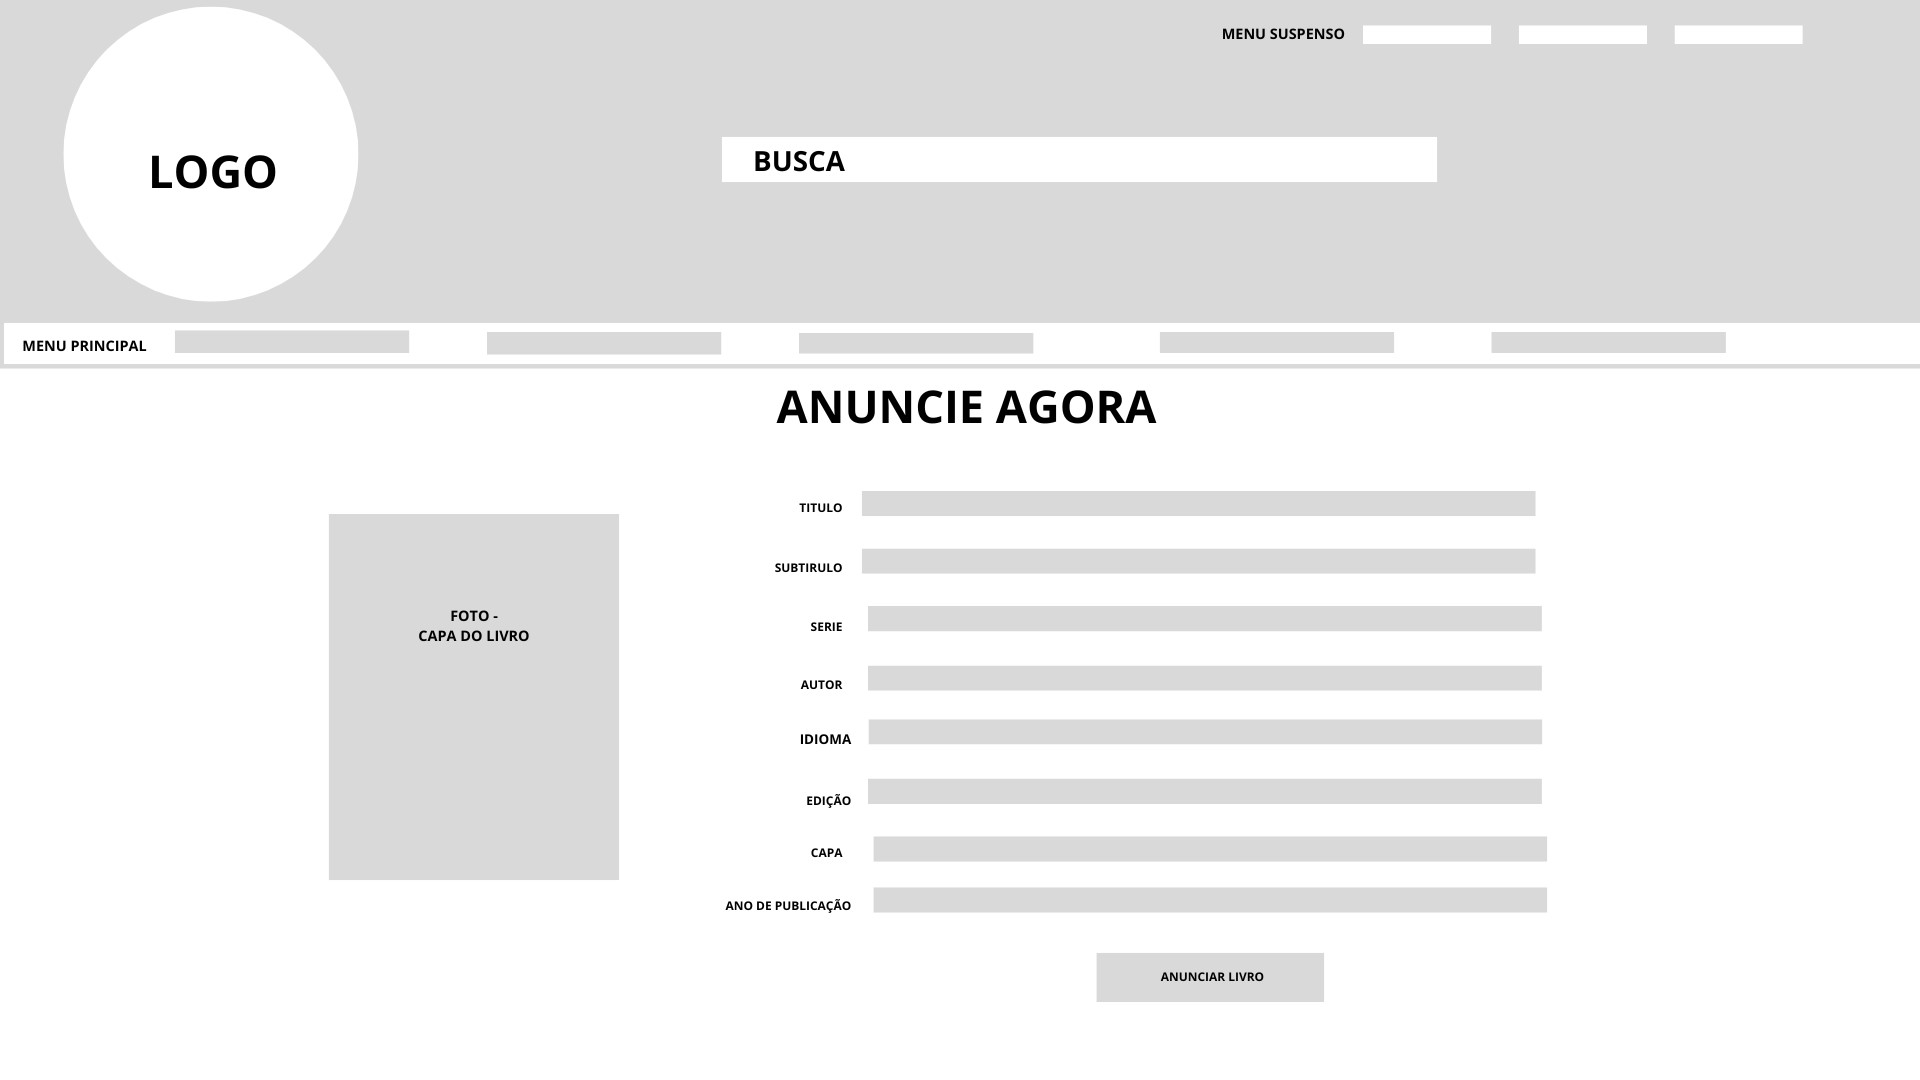 MENU SUSPENSO
LOGO
BUSCA
MENU PRINCIPAL
ANUNCIE AGORA
FOTO -
CAPA DO LIVRO
TITULO
SUBTIRULO
SERIE
AUTOR
IDIOMA
EDIÇÃO
CAPA
ANO DE PUBLICAÇÃO
ANUNCIAR LIVRO